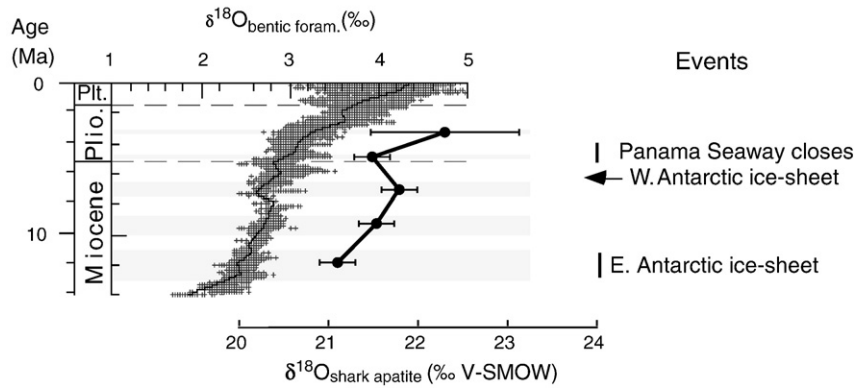 δ18Obentic foram.(‰)
Age
(Ma)
1 2 3 4 5
Events
0
Plt.
Plio.
Panama Seaway closes
W. Antarctic ice-sheet
Miocene
10
E. Antarctic ice-sheet
20 21 22 23 24
δ18Oshark apatite (‰ V-SMOW)